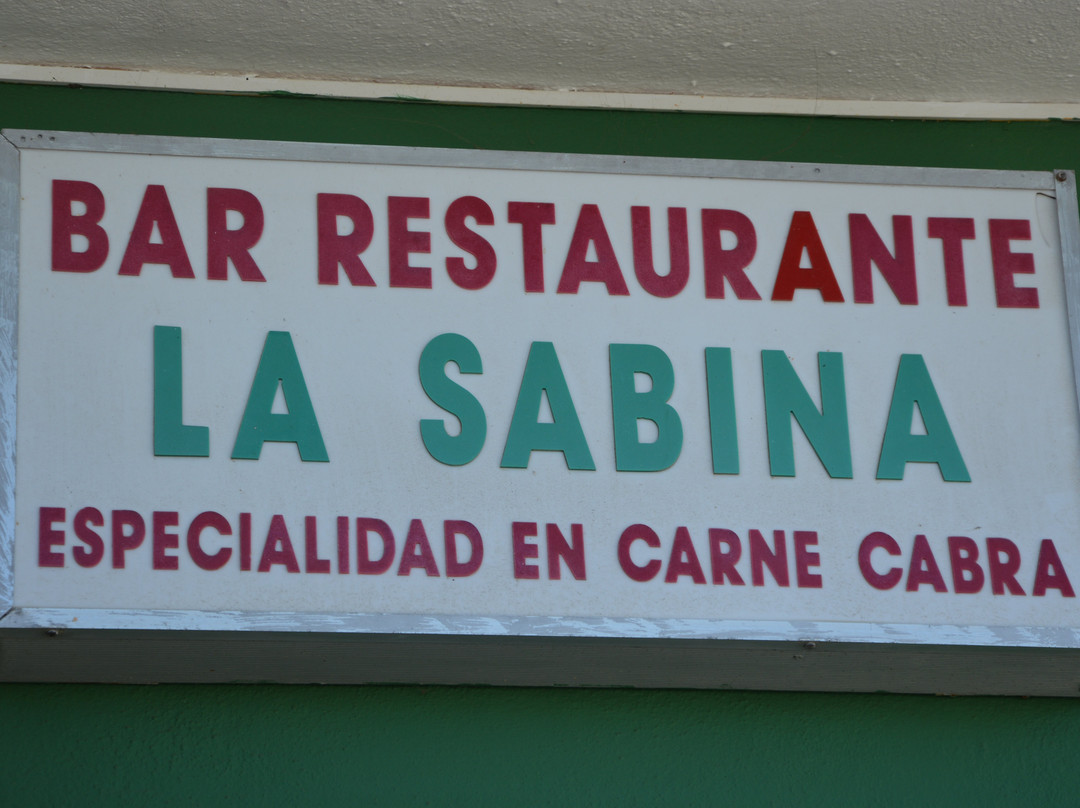 BAR RESTAURANTE
LA SABINA
ESPECIALIDAD EN CARNE CABRA